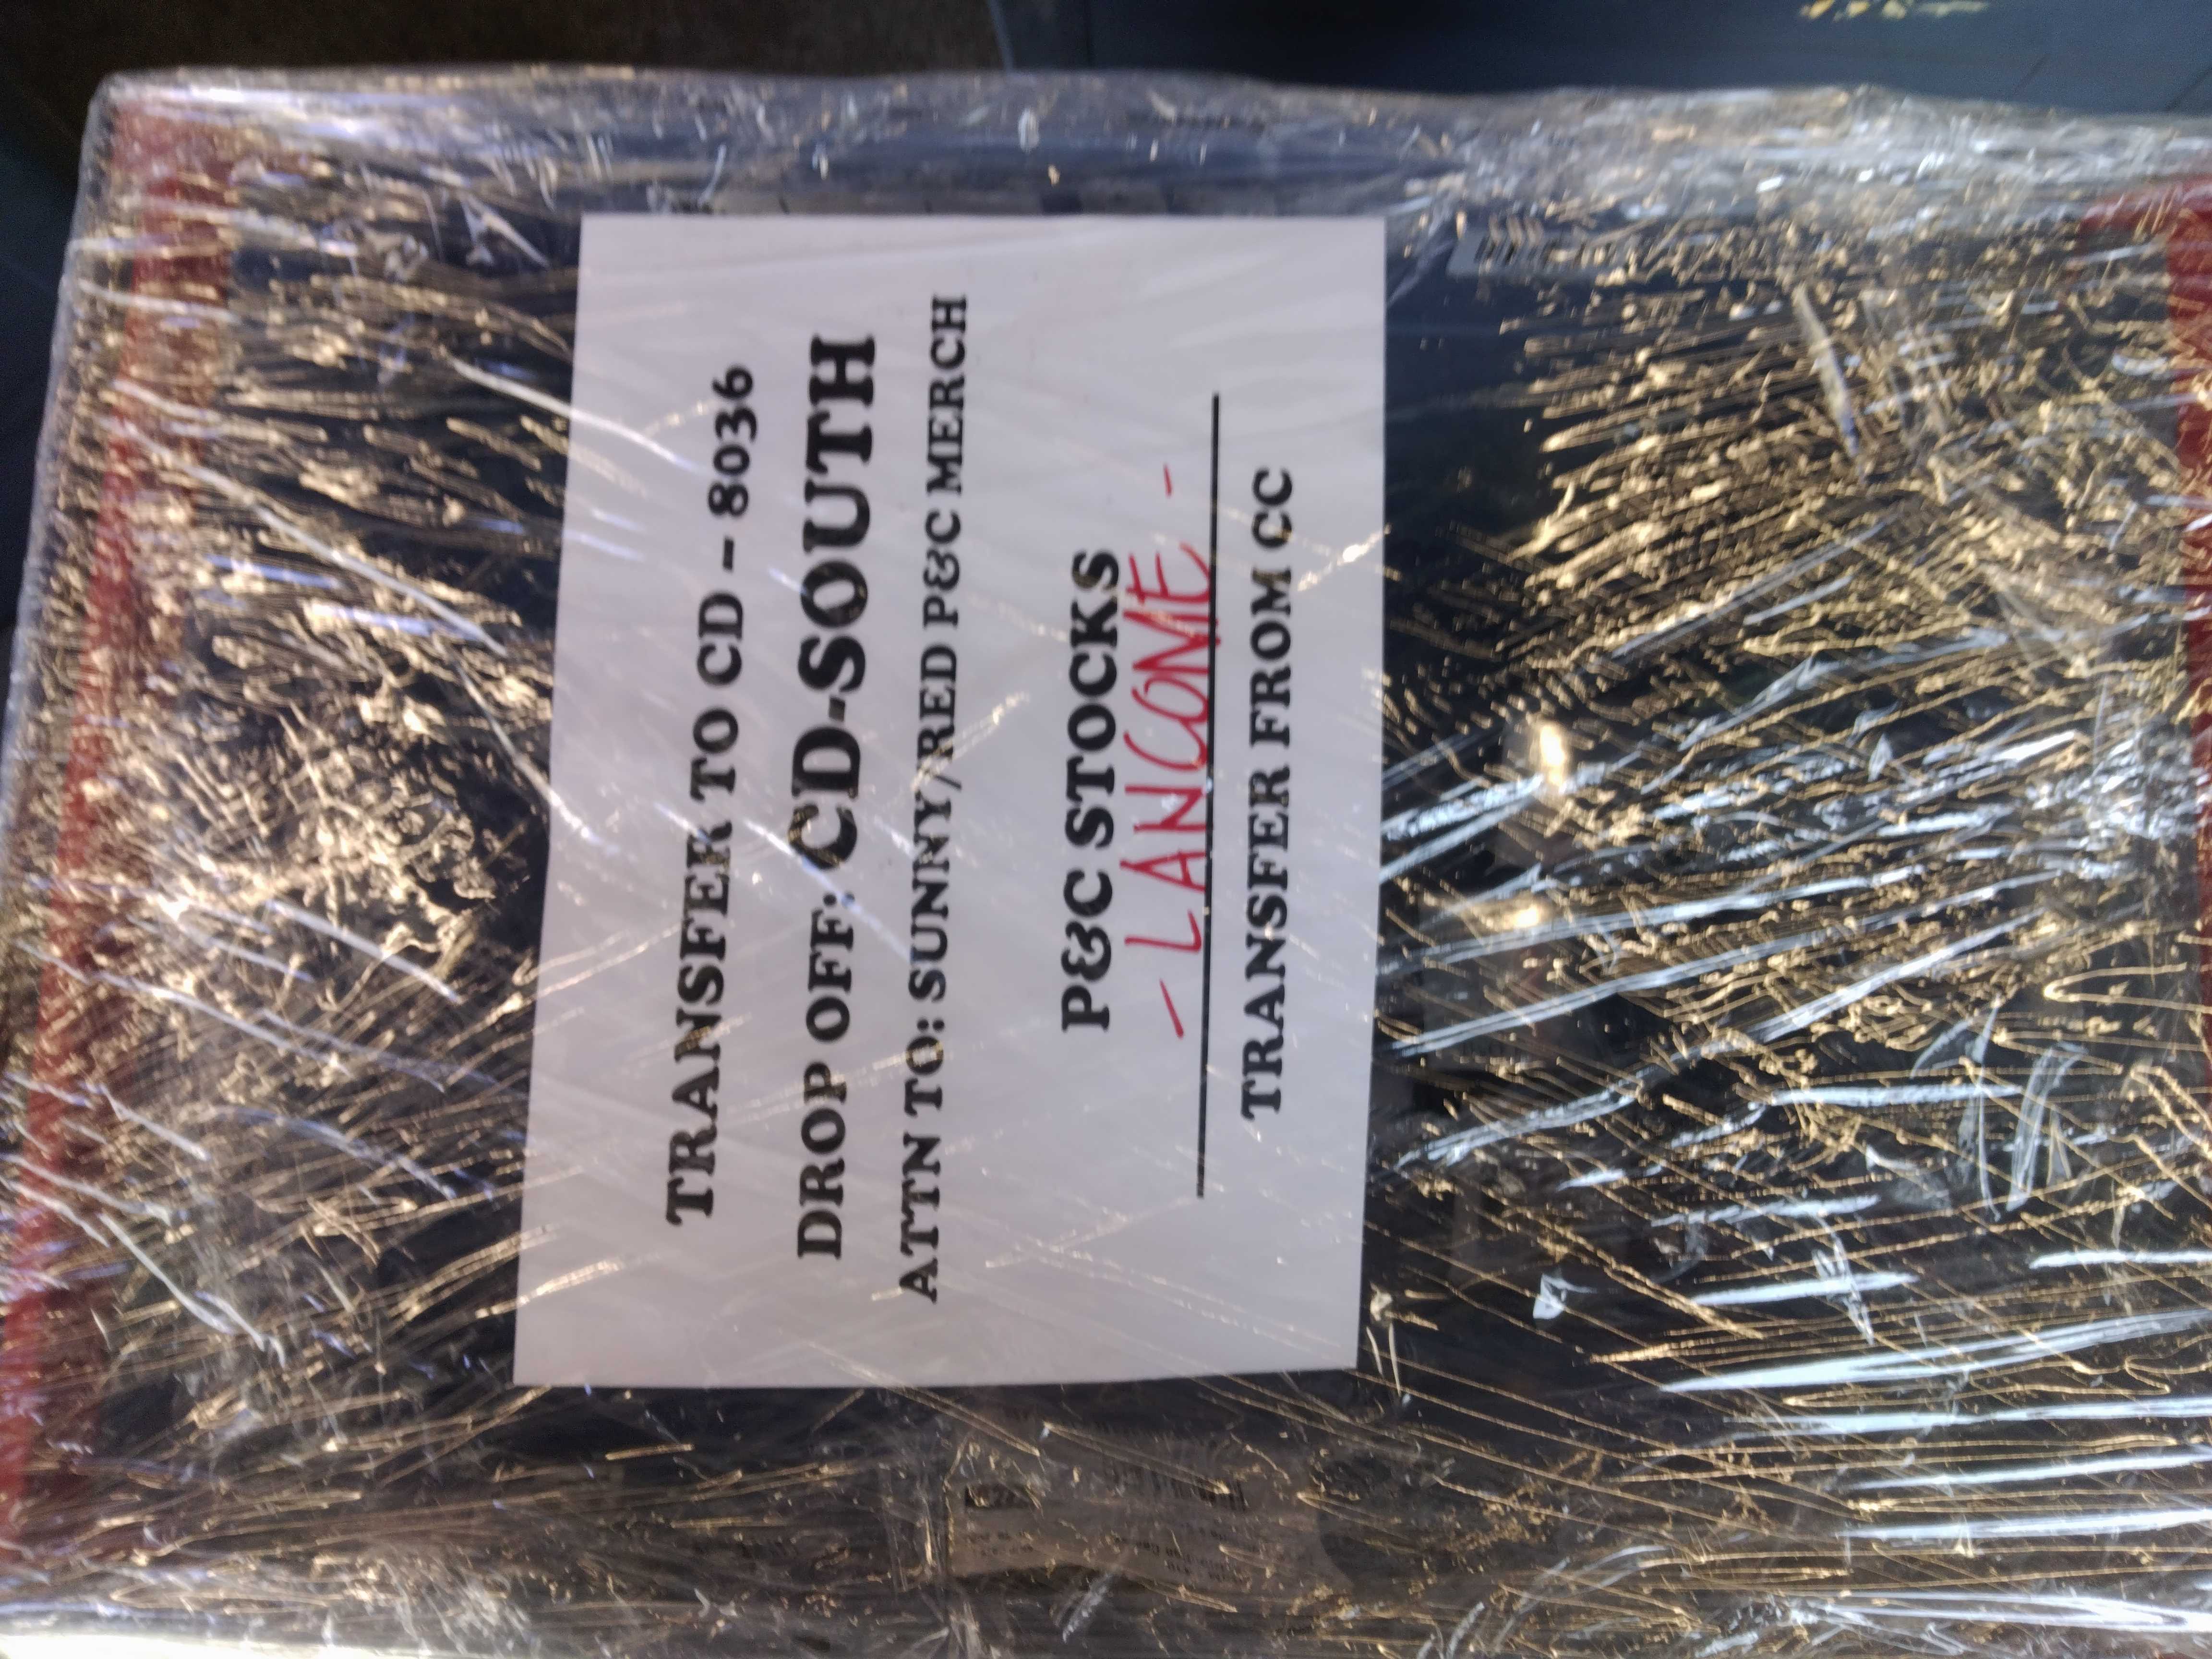 TRANSFER TO CD - 8036
DROP OFF: CD-SOUTH
ATTN TO: SUNNY/RED P&C MERCH
P&C STOCKS
- LANCOME -
TRANSFER FROM CC